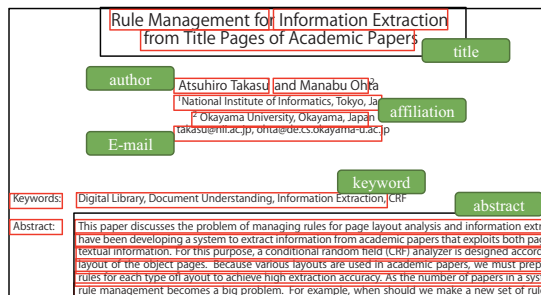 Rule Management for Information Extraction
from Title Pages of Academic Papers
title
author
Atsuhiro Takasu and Manabu Ohta2
1National Institute of Informatics, Tokyo, Ja
affiliation
2 Okayama University, Okayama, Japan
E-mail
takasu@nii.ac.jp, ohta@de.cs.okayama-u.ac.jp
keyword
Keywords: Digital Library, Document Understanding, Information Extraction, CRF
abstract
Abstract: This paper discusses the problem of managing rules for page layout analysis and information extr
have been developing a system to extract information from academic papers that exploits both pa
textual information. For this purpose, a conditional random field (CRF) analyzer is designed accord
layout of the object pages. Because various layouts are used in academic papers, we must prep
rules for each type of layout to achieve high extraction accuracy. As the number of papers in a sys
rule management becomes a big problem. For example, when should we make a new set of rul